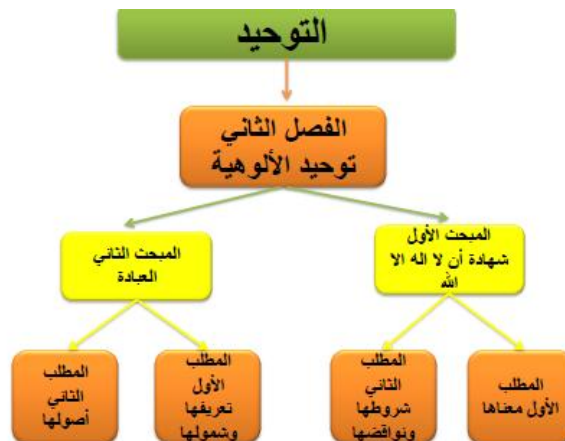 التوحيد
الفصل الثاني
توحيد الألوهية
المبحث الأول
شهادة أن لا اله الا
الله
المبحث الثاني
العبادة
المطلب
الأول معناها
المطلب
الثاني
شروطها
ونواقضها
المطلب
الأول
تعريفها
وشمولها
المطلب
الثاني
أصولها